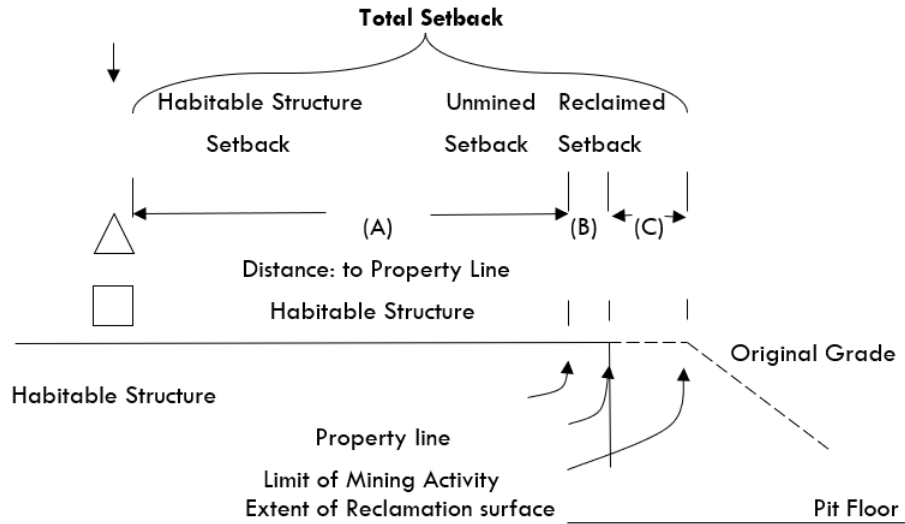 Total Setback
Habitable Structure Unmined Reclaimed
Setback Setback Setback
(A) (B) (C)
Distance: to Property Line
Habitable Structure
Original Grade
Habitable Structure
Property line
Limit of Mining Activity
Extent of Reclamation surface
Pit Floor